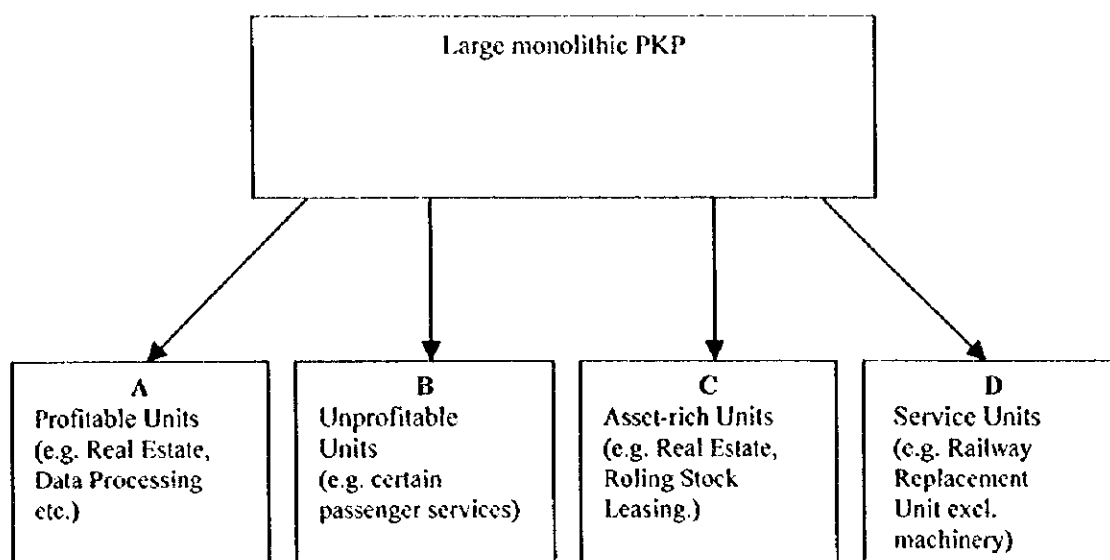 Large monolithic PKP
A
Profitable Units
(e.g. Real Estate,
Data Processing
etc.)
B
Unprofitable
Units
(e.g. certain
passenger services)
C
Asset-rich Units
(e.g. Real Estate,
Roling Stock
Leasing.)
D
Service Units
(e.g. Railway
Replacement
Unit excl.
machinery)